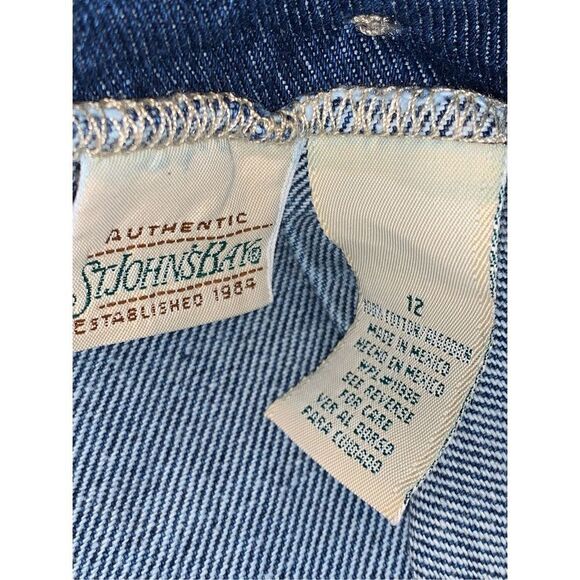 AUTHENTIC
ST JOHN'S BAY®
ESTABLISHED 1984
12
100% COTTON/ALGODON
MADE IN MEXICO
HECHO EN MEXICO
SEE REVERSE
FOR CARE
VER AL DORSO
PARA CUIDADO